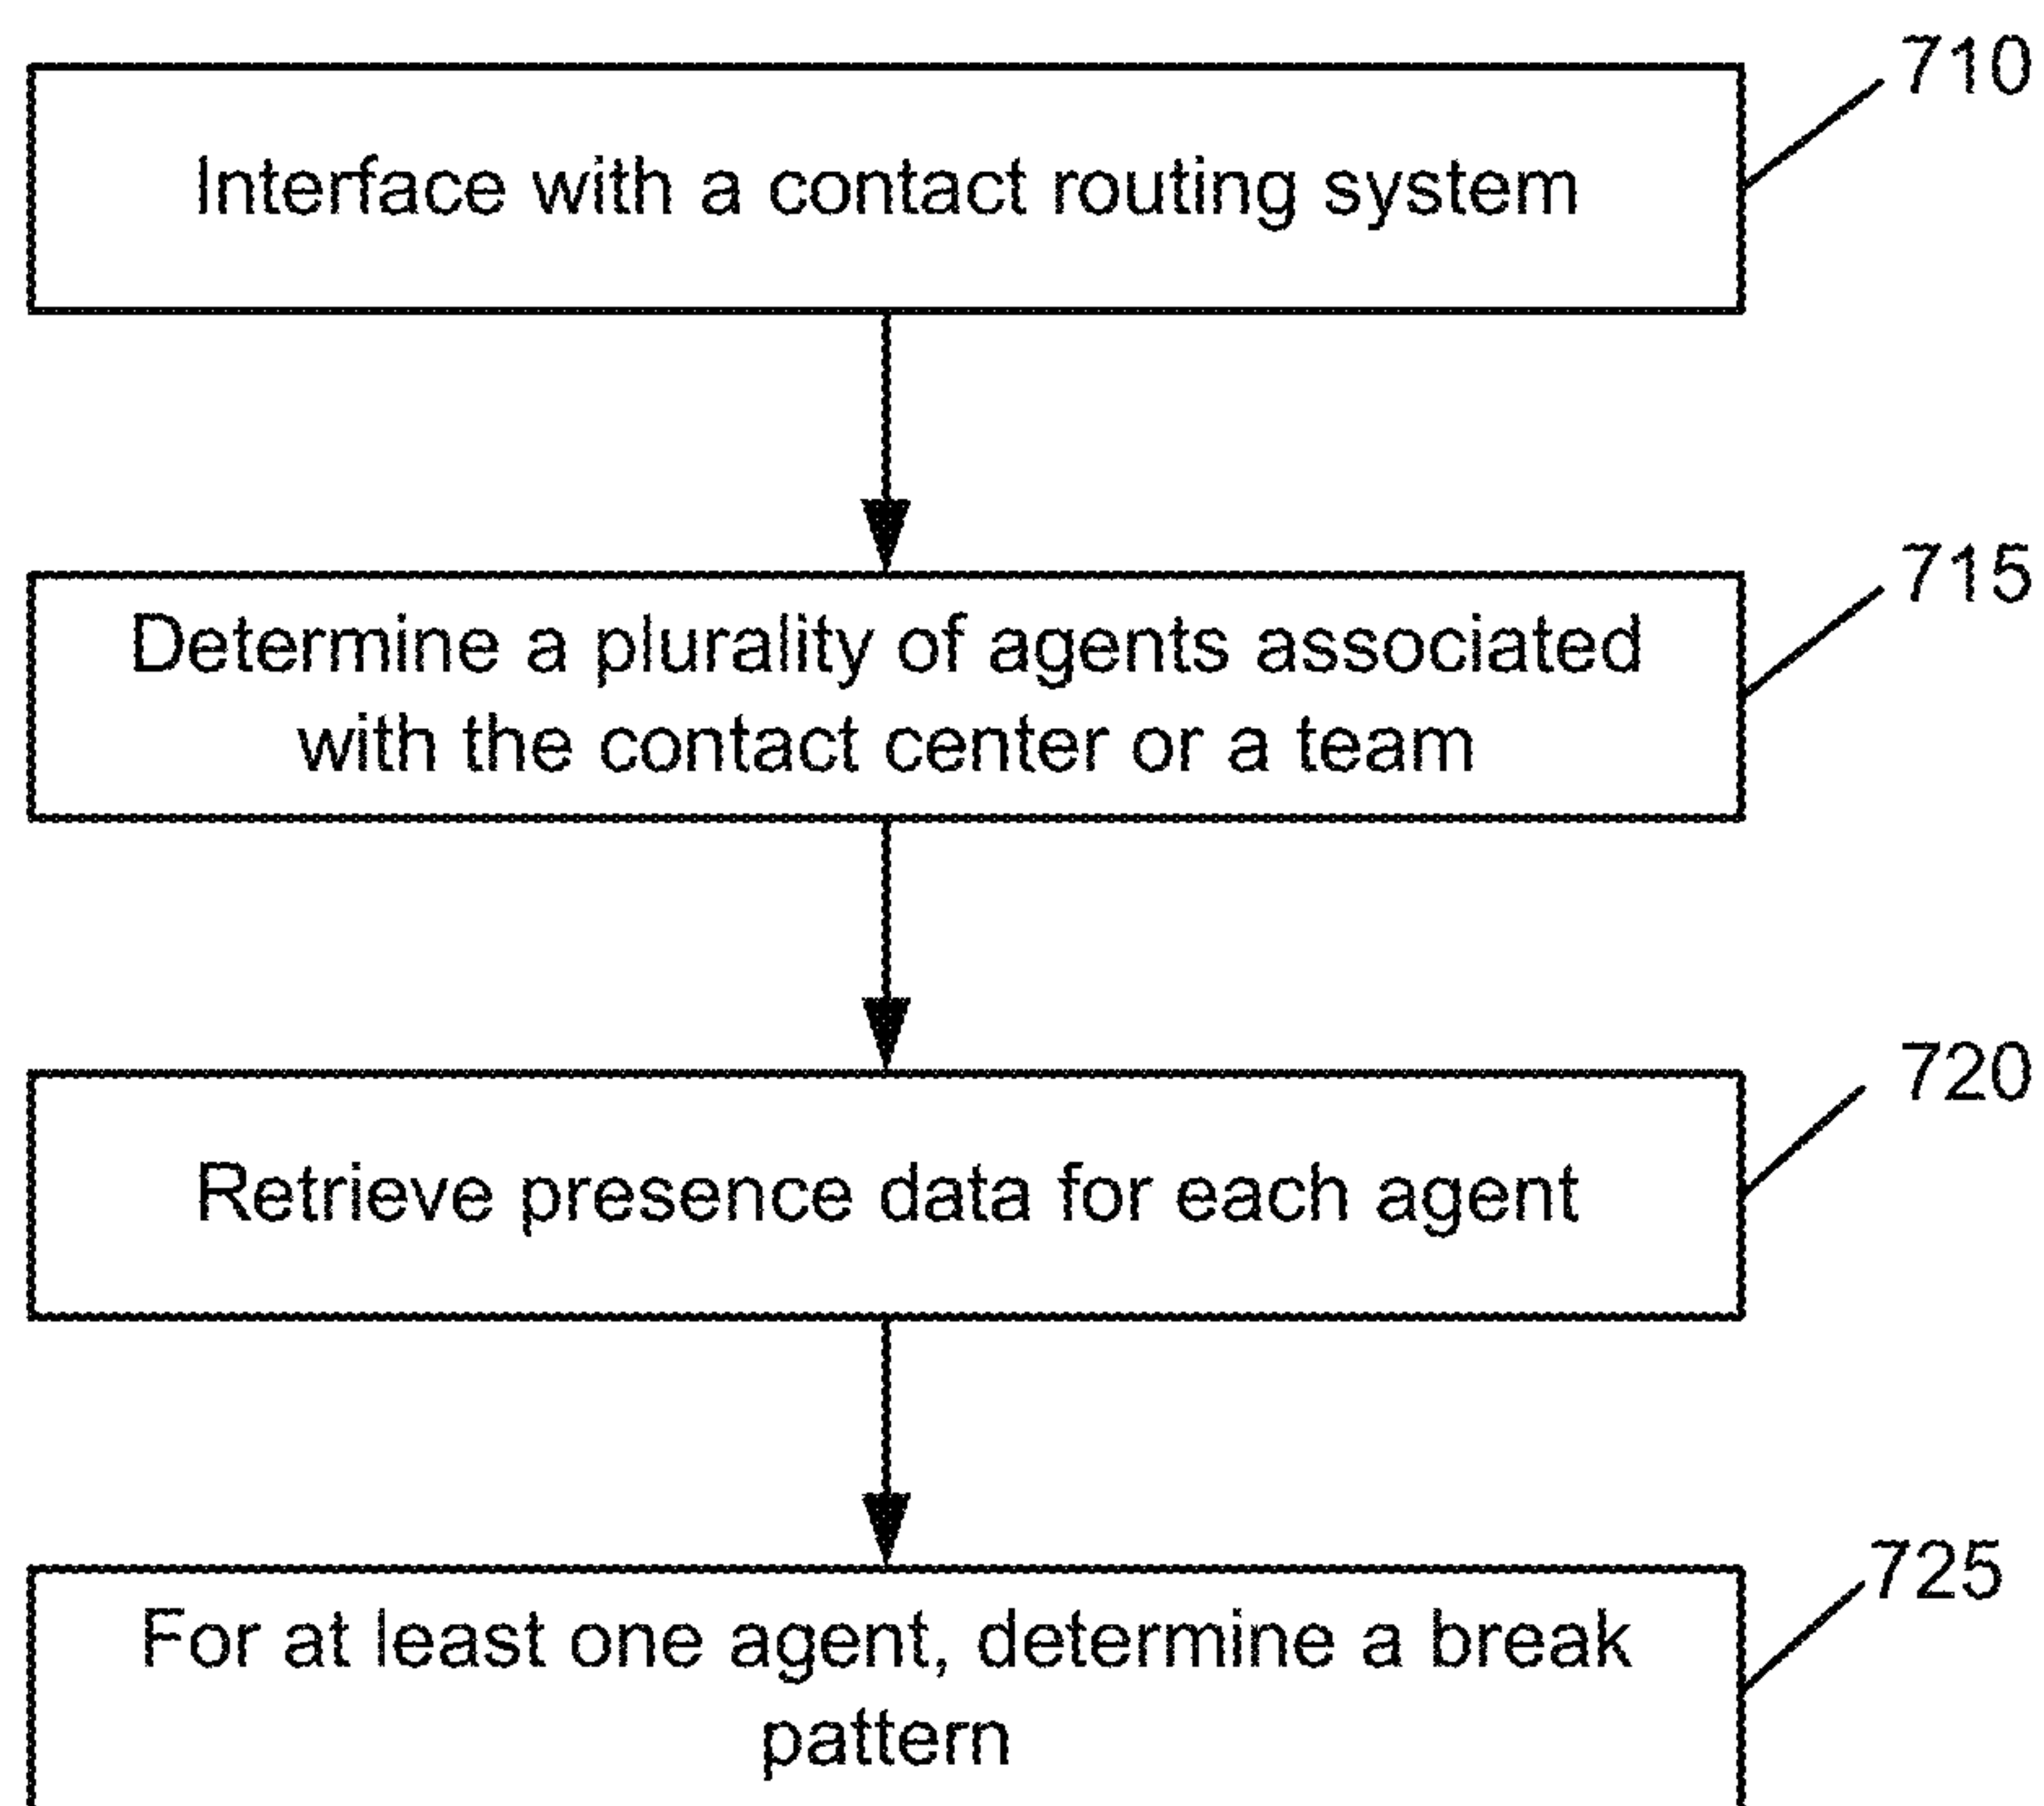 710
Interface with a contact routing system
715
Determine a plurality of agents associated
with the contact center or a team
720
Retrieve presence data for each agent
725
For at least one agent, determine a break
pattern